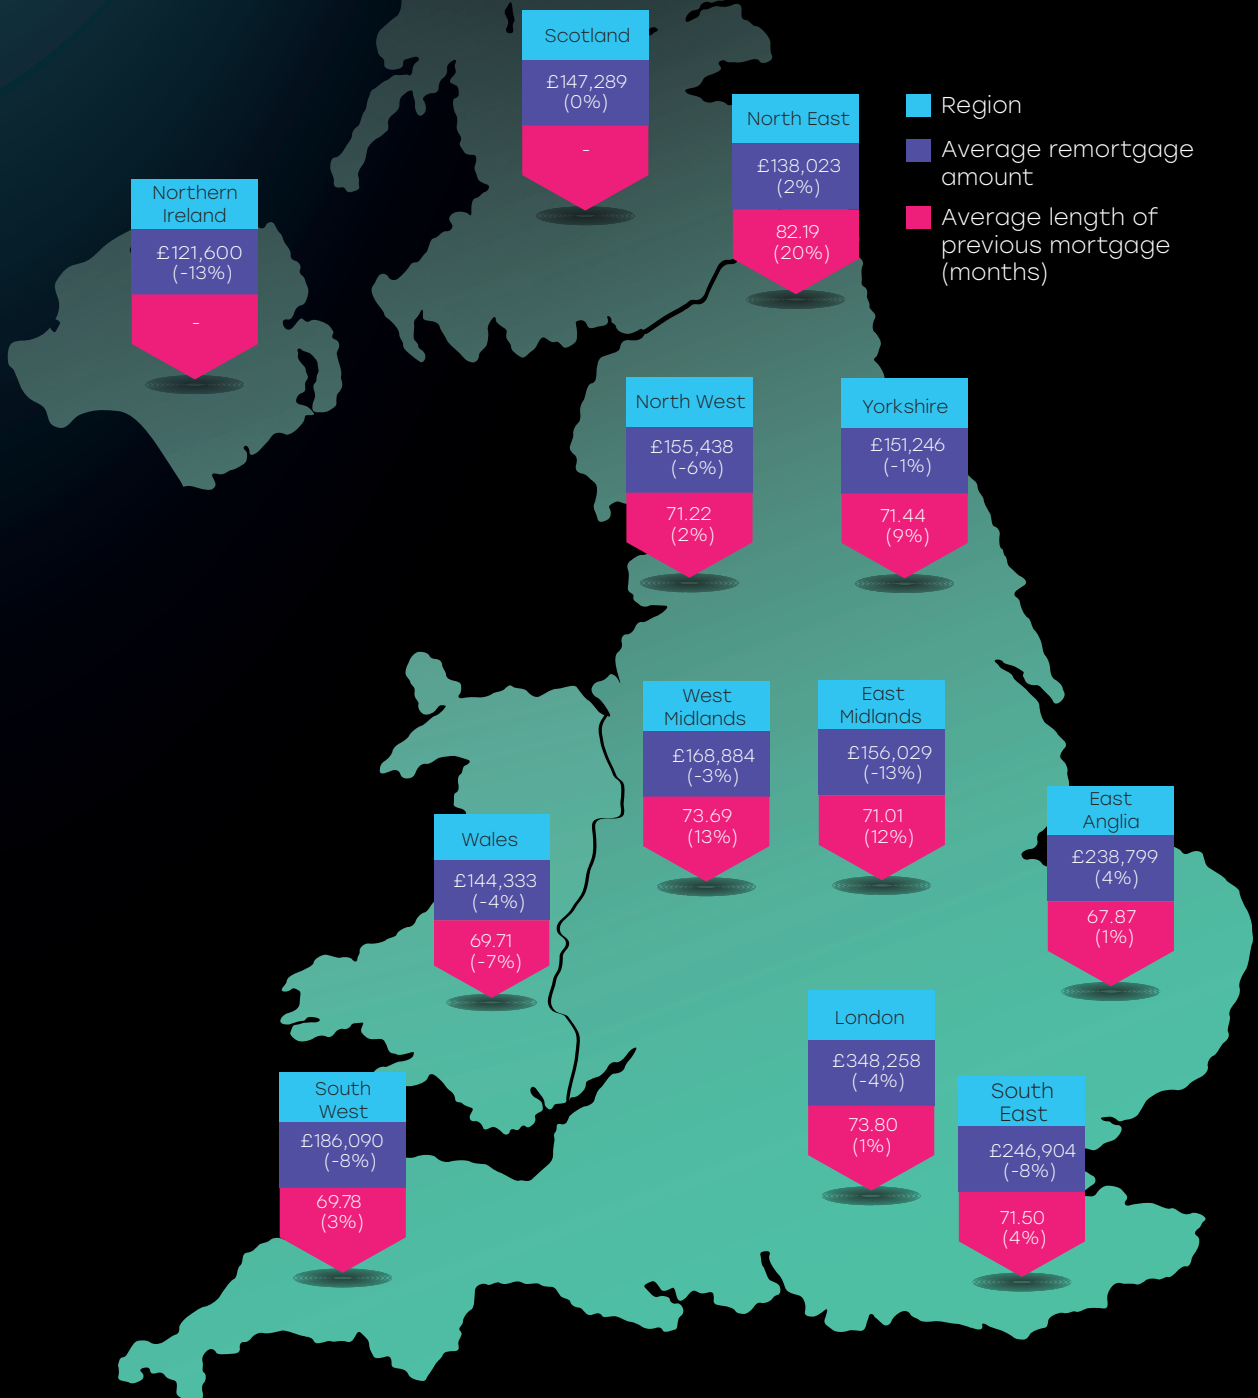 Scotland
£147,289
(0%)
-
North East
£138,023
(2%)
82.19
(20%)
Region
Average remortgage
amount
Average length of
previous mortgage
(months)
Northern
Ireland
£121,600
(-13%)
-
North West
£155,438
(-6%)
71.22
(2%)
Yorkshire
£151,246
(-1%)
71.44
(9%)
West
Midlands
£168,884
(-3%)
73.69
(13%)
East
Midlands
£156,029
(-13%)
71.01
(12%)
East
Anglia
£238,799
(4%)
67.87
(1%)
Wales
£144,333
(-4%)
69.71
(-7%)
London
£348,258
(-4%)
73.80
(1%)
South
East
£246,904
(-8%)
71.50
(4%)
South
West
£186,090
(-8%)
69.78
(3%)